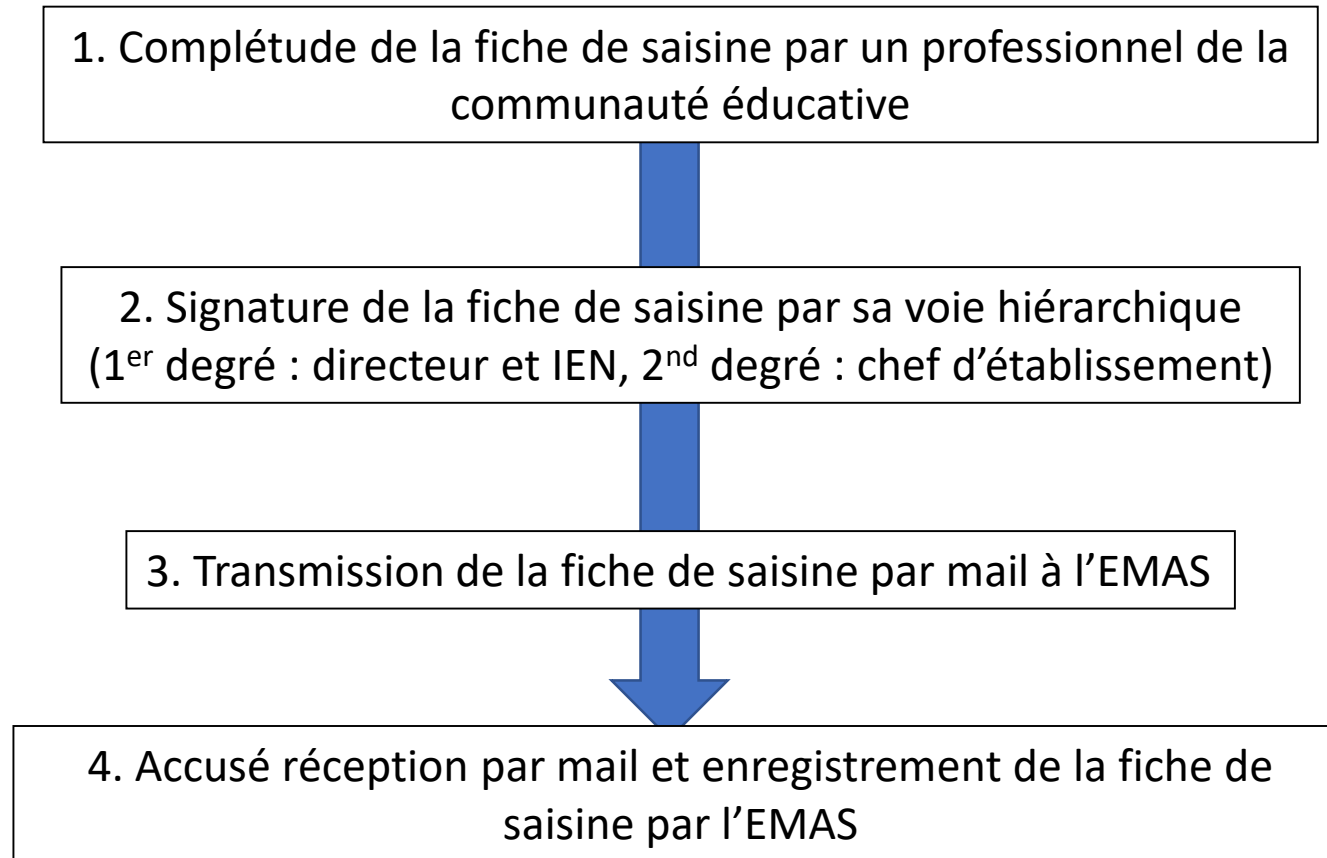 1. Complétude de la fiche de saisine par un professionnel de la
communauté éducative
2. Signature de la fiche de saisine par sa voie hiérarchique
(1er degré : directeur et IEN, 2nd degré : chef d’établissement)
3. Transmission de la fiche de saisine par mail à l’EMAS
4. Accusé réception par mail et enregistrement de la fiche de
saisine par l’EMAS